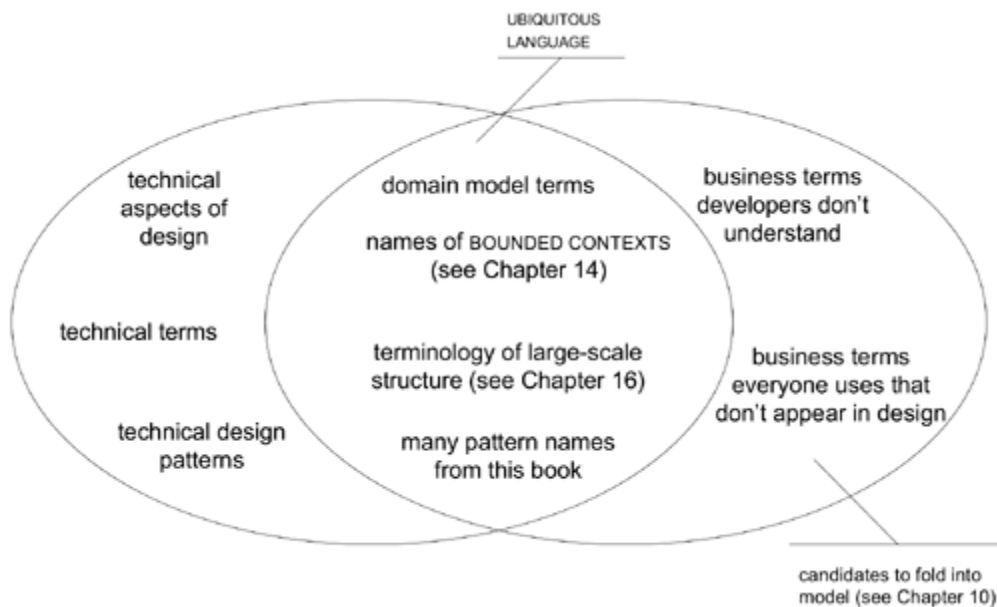 UBIQUITOUS
LANGUAGE
technical
aspects of
design
technical terms
technical design
patterns
domain model terms
names of BOUNDED CONTEXTS
(see Chapter 14)
terminology of large-scale
structure (see Chapter 16)
many pattern names
from this book
business terms
developers don't
understand
business terms
everyone uses that
don't appear in design
candidates to fold into
model (see Chapter 10)